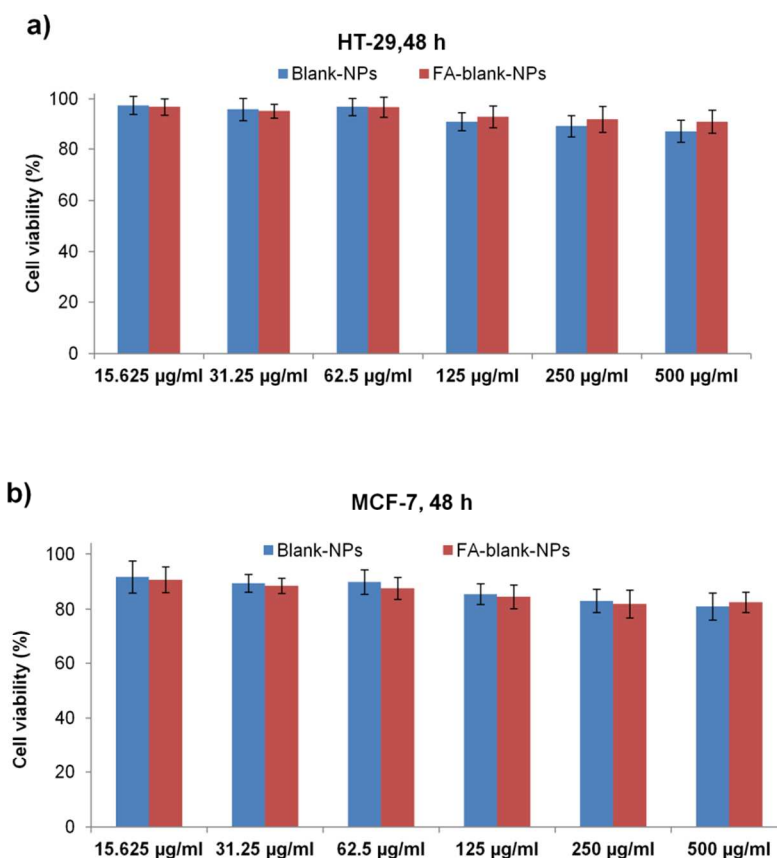 a)
HT-29,48 h
Blank-NPs FA-blank-NPs
100
80
60
40
20
0
Cell viability (%)
15.625 µg/ml 31.25 µg/ml 62.5 µg/ml 125 µg/ml 250 µg/ml 500 µg/ml
b)
MCF-7, 48 h
Blank-NPs FA-blank-NPs
100
80
60
40
20
0
Cell viability (%)
15.625 µg/ml 31.25 µg/ml 62.5 µg/ml 125 µg/ml 250 µg/ml 500 µg/ml